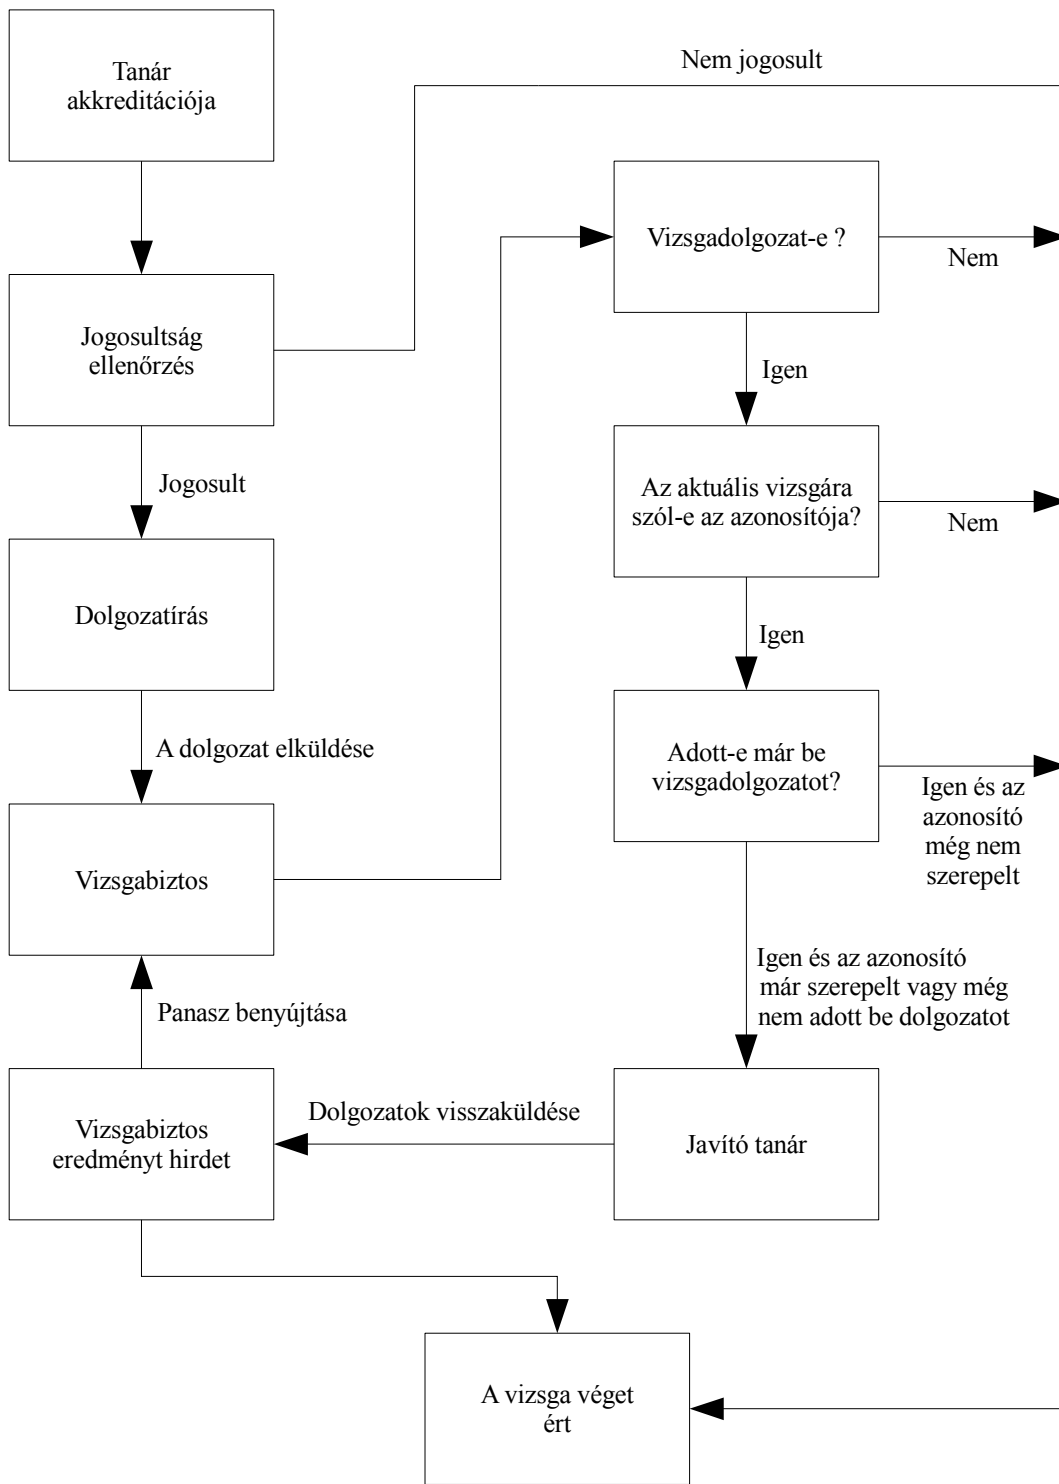 Tanár
akkreditációja
Nem jogosult
Vizsgadolgozat-e ?
Nem
Jogosultság
ellenőrzés
Igen
Jogosult
Az aktuális vizsgára
szól-e az azonosítója?
Nem
Dolgozatírás
Igen
A dolgozat elküldése
Adott-e már be
vizsgadolgozatot?
Igen és az
azonosító
még nem
szerepelt
Vizsgabiztos
Igen és az azonosító
már szerepelt vagy még
nem adott be dolgozatot
Panasz benyújtása
Vizsgabiztos
eredményt hirdet
Dolgozatok visszaküldése
Javító tanár
A vizsga véget
ért